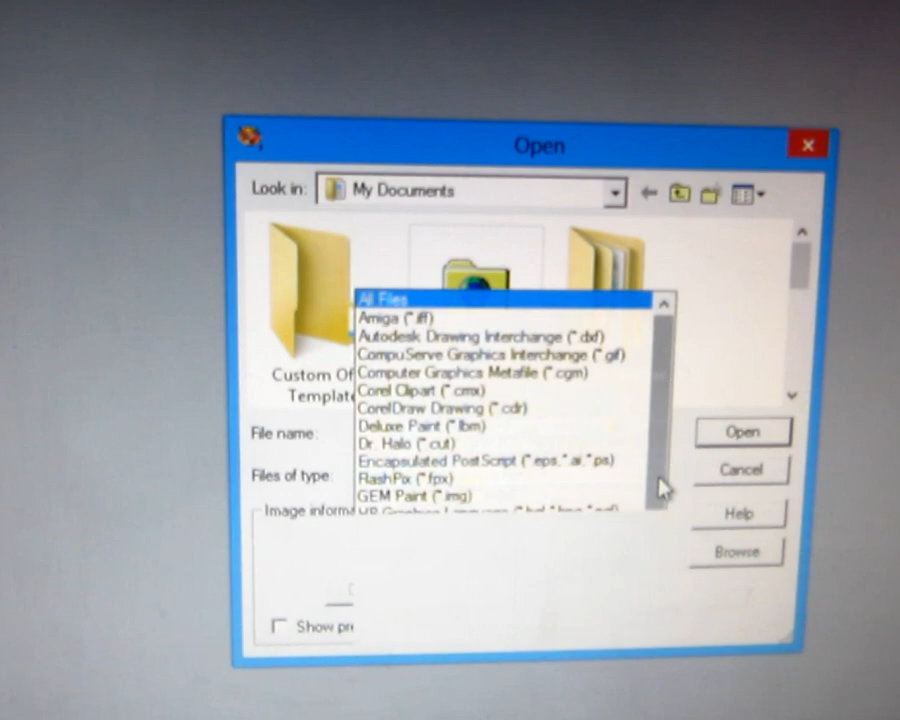 Open
Look in:
My Documents
Custom Of
Template
All Files
Amiga (*.iff)
Autodesk Drawing Interchange (*.dxf)
CompuServe Graphics Interchange (*.gif)
Computer Graphics Metafile (*.cgm)
Corel Clipart (*.cmx)
CorelDraw Drawing (*.cdr)
Deluxe Paint (*.lbm)
Dr. Halo (*.cut)
Encapsulated PostScript (*.eps,*.ai,*.ps)
FlashPix (*.fpx)
GEM Paint (*.img)
File name:
Files of type:
Image informa
Show pre
Open
Cancel
Help
Browse